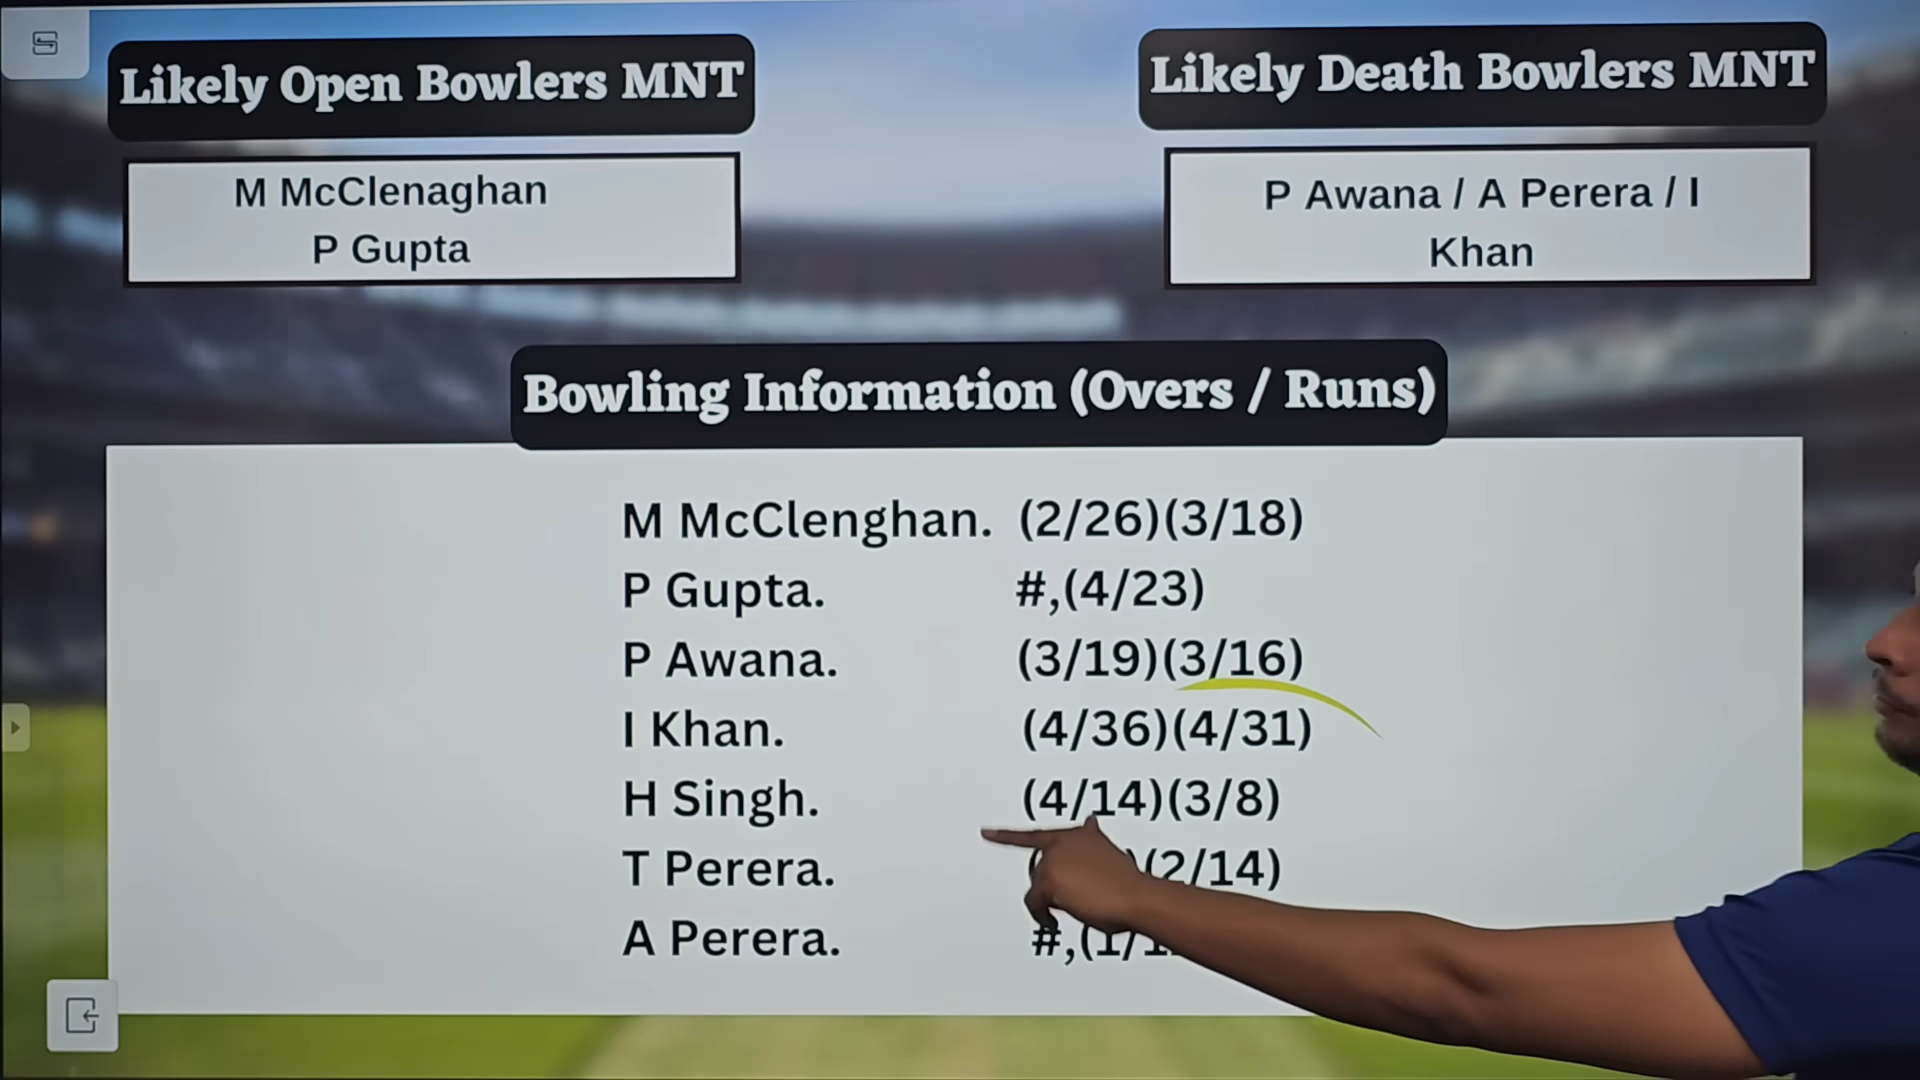 Likely Open Bowlers MNT
M McClenaghan
P Gupta
Likely Death Bowlers MNT
P Awana / A Perera / I
Khan
Bowling Information (Overs / Runs)
M McClenghan. (2/26)(3/18)
P Gupta. #,(4/23)
P Awana. (3/19)(3/16)
I Khan. (4/36)(4/31)
H Singh. (4/14)(3/8)
T Perera. (2/14)
A Perera. #,